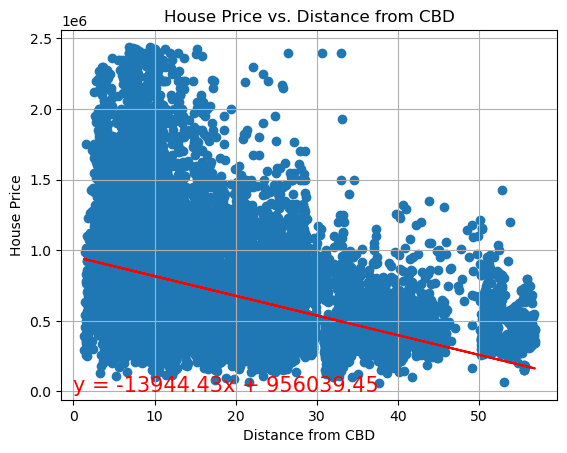 House Price vs. Distance from CBD
1e6
2.5
2.0
1.5
1.0
0.5
0.0
House Price
y = -13944.43x + 956039.45
0 10 20 30 40 50
Distance from CBD